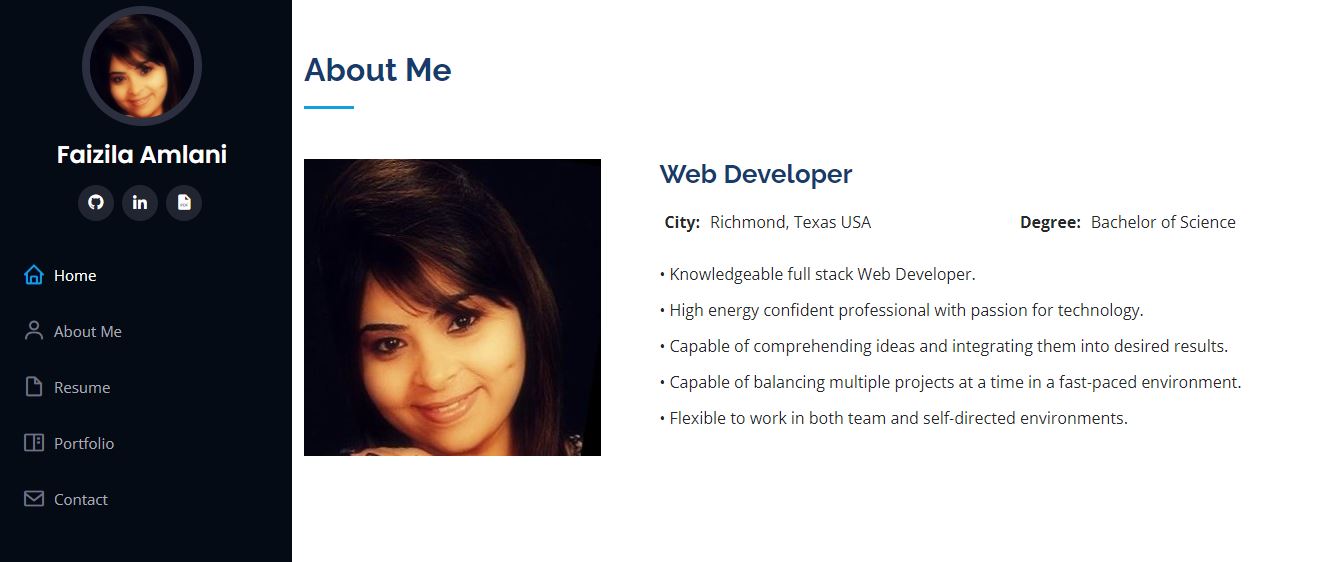 Faizila Amlani
Home
About Me
Resume
Portfolio
Contact
About Me
Web Developer
City: Richmond, Texas USA
Degree: Bachelor of Science
• Knowledgeable full stack Web Developer.
• High energy confident professional with passion for technology.
• Capable of comprehending ideas and integrating them into desired results.
• Capable of balancing multiple projects at a time in a fast-paced environment.
• Flexible to work in both team and self-directed environments.